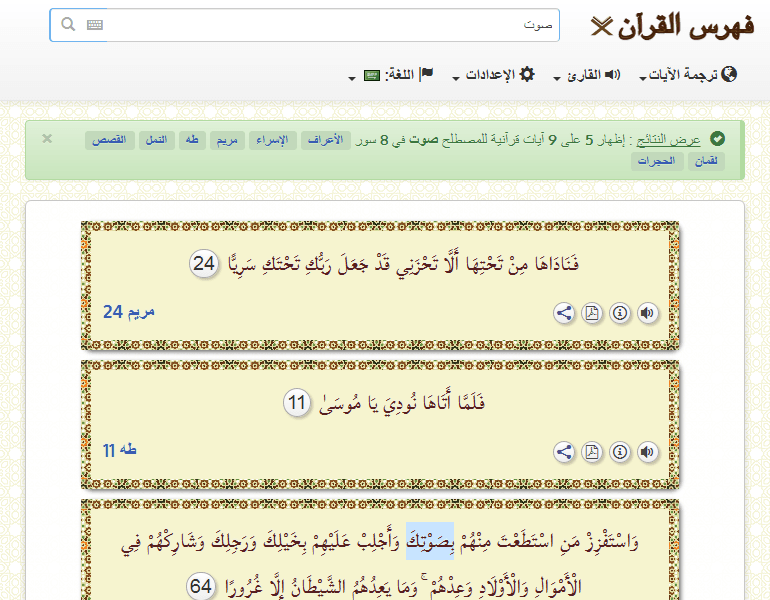 فهرس القرآن
صوت
ترجمة الآيات
القارئ
الإعدادات
اللغة:
عرض النتائج : إظهار 5 على 9 آيات قرآنية للمصطلح صوت في 8 سور الأعراف الإسراء مريم طه النمل القصص
لقمان الحجرات
فَنَادَاهَا مِنْ تَحْتِهَا أَلَّا تَحْزَنِي قَدْ جَعَلَ رَبُّكِ تَحْتَكِ سَرِيًّا 24
مريم 24
فَلَمَّا أَتَاهَا نُودِيَ يَا مُوسَىٰ 11
طه 11
وَاسْتَفْزِزْ مَنِ اسْتَطَعْتَ مِنْهُمْ بِصَوْتِكَ وَأَجْلِبْ عَلَيْهِمْ بِخَيْلِكَ وَرَجِلِكَ وَشَارِكْهُمْ فِي
الْأَمْوَالِ وَالْأَوْلَادِ وَعِدْهُمْ ۚ وَمَا يَعِدُهُمُ الشَّيْطَانُ إِلَّا غُرُورًا 64